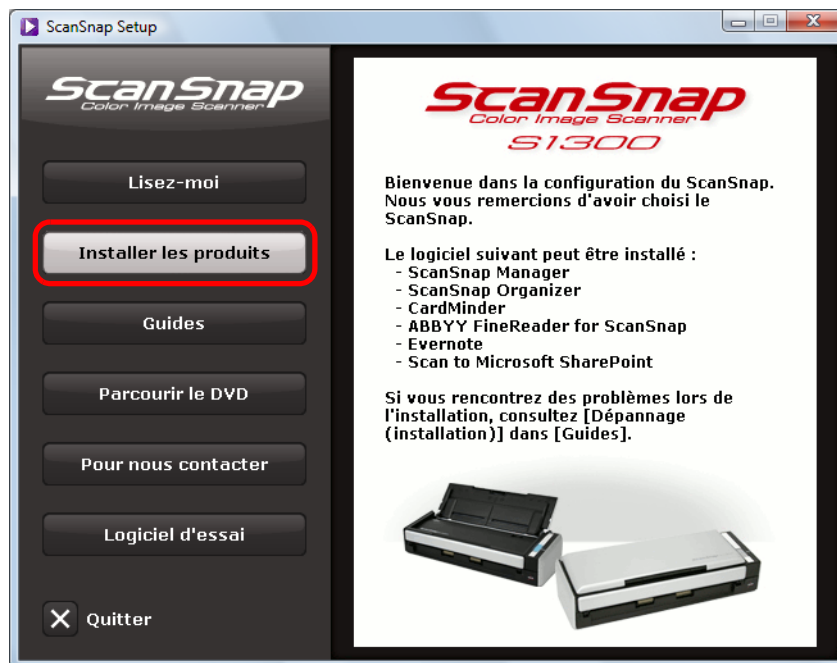 ScanSnap Setup
ScanSnap
Color Image Scanner
Lisez-moi
Installer les produits
Guides
Parcourir le DVD
Pour nous contacter
Logiciel d'essai
Quitter
ScanSnap
Color Image Scanner
S1300
Bienvenue dans la configuration du ScanSnap.
Nous vous remercions d'avoir choisi le
ScanSnap.
Le logiciel suivant peut être installé :
- ScanSnap Manager
- ScanSnap Organizer
- CardMinder
- ABBYY FineReader for ScanSnap
- Evernote
- Scan to Microsoft SharePoint
Si vous rencontrez des problèmes lors de
l'installation, consultez [Dépannage
(installation)] dans [Guides].